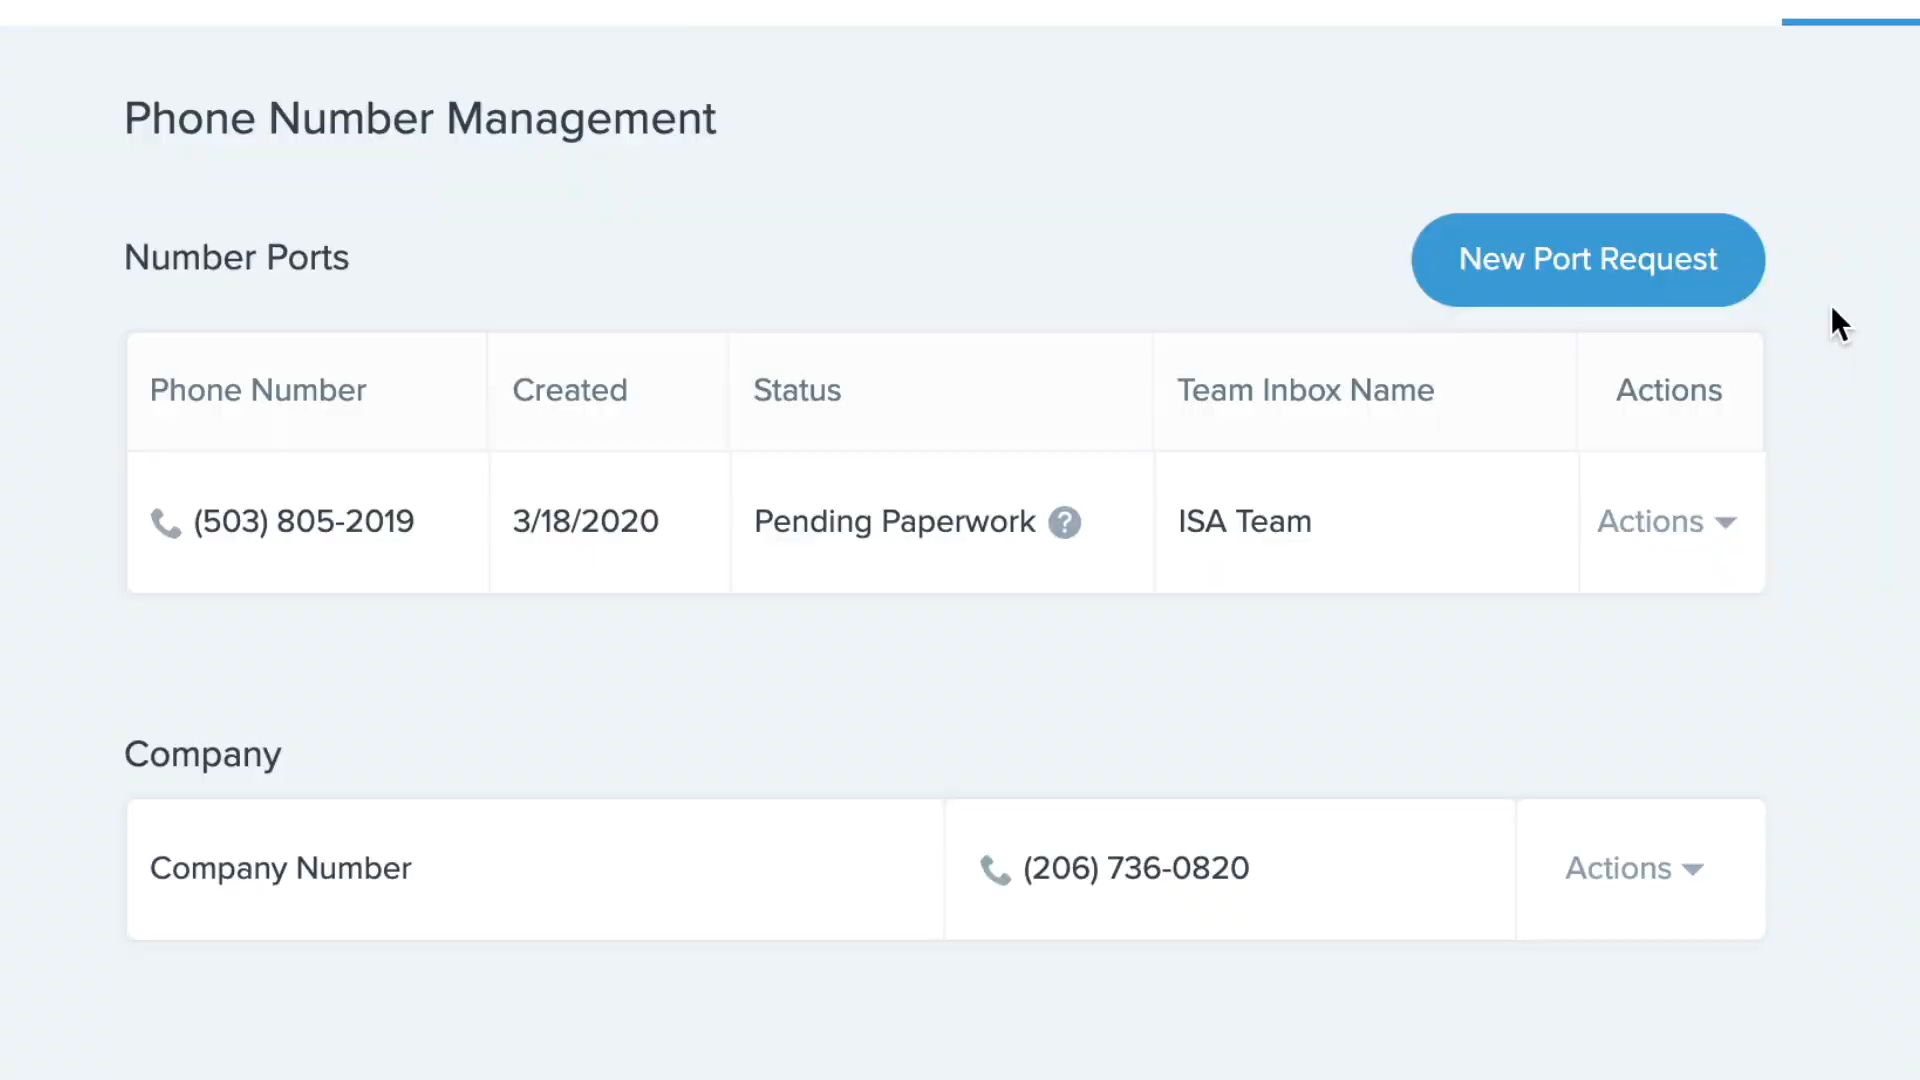 Phone Number Management
Number Ports
New Port Request
Phone Number Created Status Team Inbox Name Actions
(503) 805-2019 3/18/2020 Pending Paperwork ? ISA Team Actions
Company
Company Number (206) 736-0820 Actions